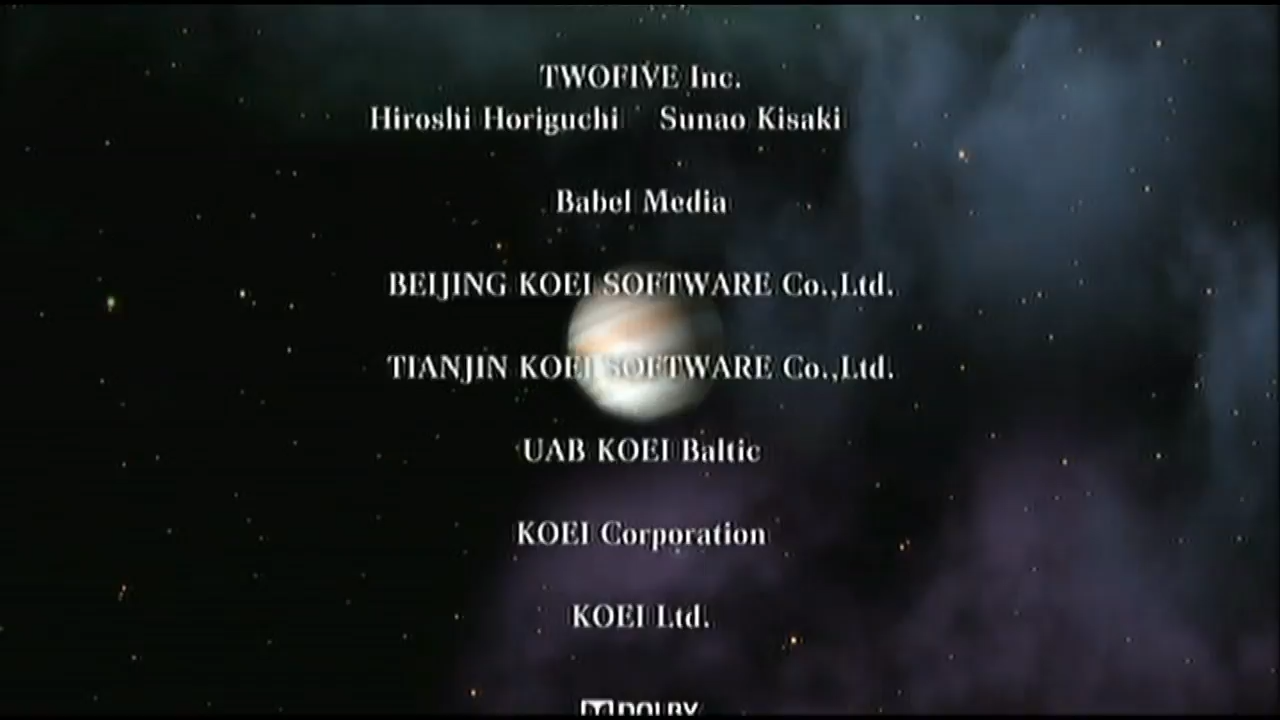 TWOFIVE Inc.
Hiroshi Horiguchi Sunao Kisaki
Babel Media
BEIJING KOEI SOFTWARE Co.,Ltd.
TIANJIN KOEI SOFTWARE Co.,Ltd.
UAB KOEI Baltic
KOEI Corporation
KOEI Ltd.
DOLBY